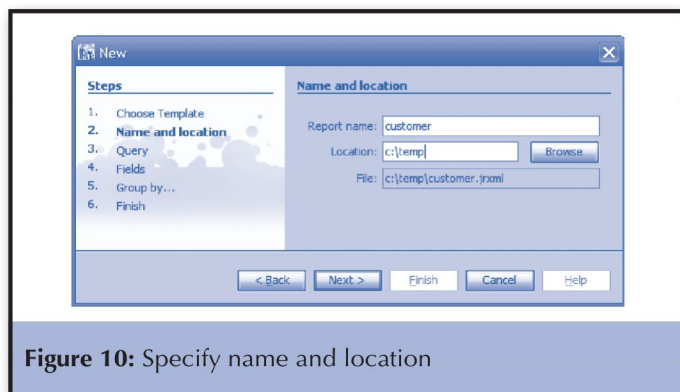 New
Steps
1. Choose Template
2. Name and location
3. Query
4. Fields
5. Group by...
6. Finish
Name and location
Report name: customer
Location: c:\temp Browse
File: c:\temp\customer.jrxml
< Back Next > Finish Cancel Help
Figure 10: Specify name and location